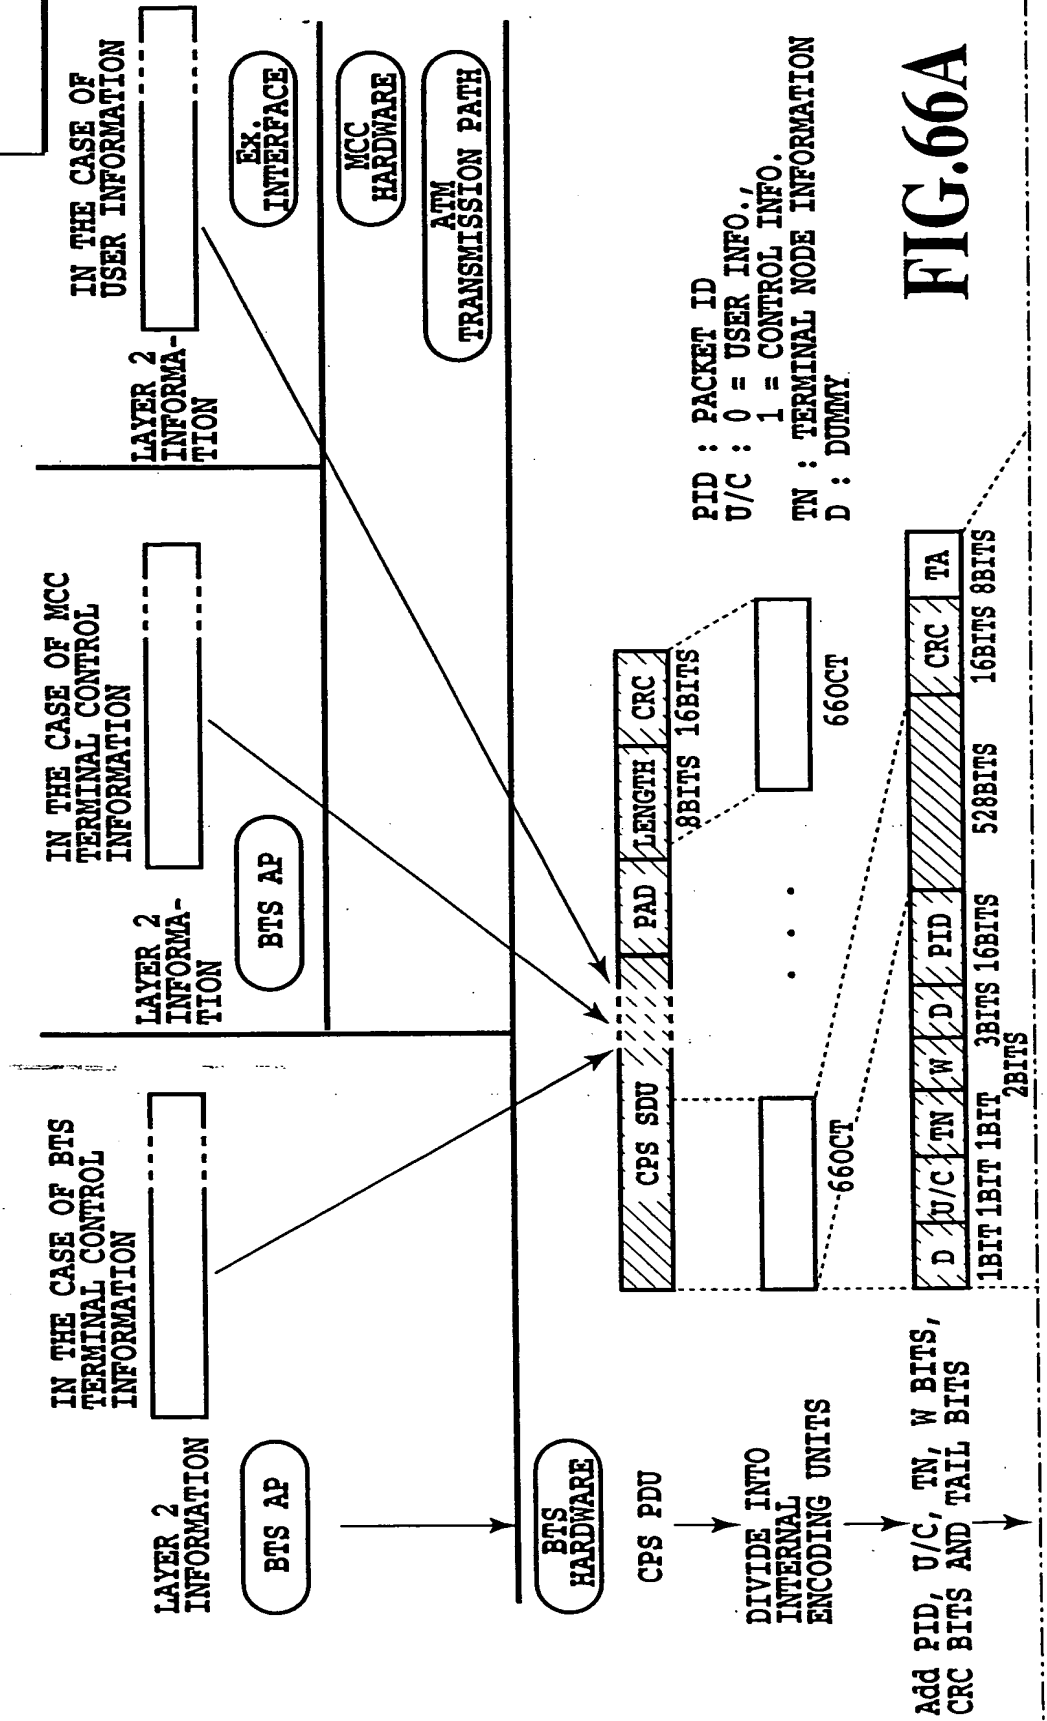 IN THE CASE OF BTS
TERMINAL CONTROL
INFORMATION
LAYER 2
INFORMATION
BTS AP
IN THE CASE OF MCC
TERMINAL CONTROL
INFORMATION
LAYER 2
INFORMA-
TION
BTS AP
IN THE CASE OF
USER INFORMATION
LAYER 2
INFORMA-
TION
Ex.
INTERFACE
MCC
HARDWARE
ATM
TRANSMISSION PATH
BTS
HARDWARE
CPS PDU
CPS SDU
PAD
LENGTH
CRC
8BITS
16BITS
DIVIDE INTO
INTERNAL
ENCODING UNITS
66OCT
. . .
66OCT
PID : PACKET ID
U/C : 0 = USER INFO.,
1 = CONTROL INFO.
TN : TERMINAL NODE INFORMATION
D : DUMMY
Add PID, U/C, TN, W BITS,
CRC BITS AND TAIL BITS
D
U/C
TN
W
D
PID
CRC
TA
1BIT 1BIT 1BIT
2BITS
3BITS 16BITS
528BITS
16BITS 8BITS
FIG.66A